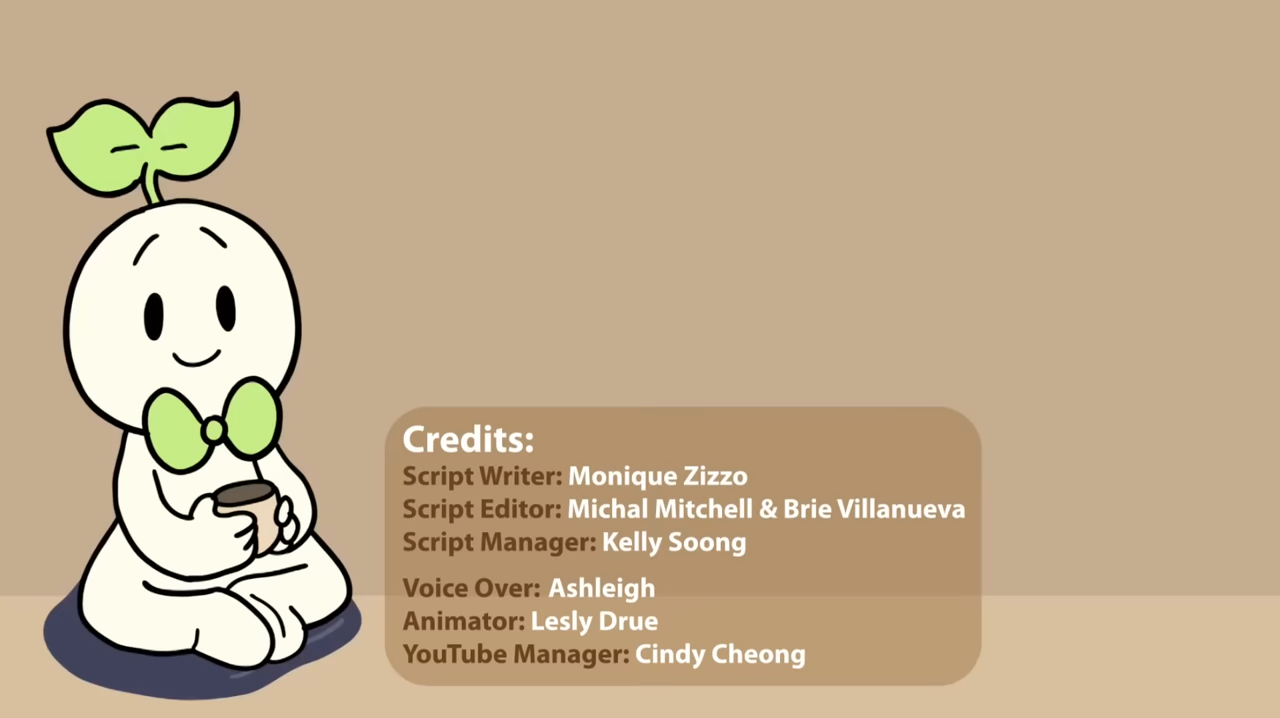 Credits:
Script Writer: Monique Zizzo
Script Editor: Michal Mitchell & Brie Villanueva
Script Manager: Kelly Soong
Voice Over: Ashleigh
Animator: Lesly Drue
YouTube Manager: Cindy Cheong